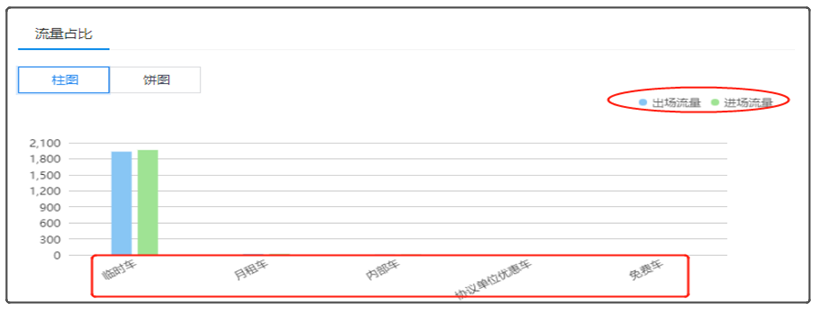 流量占比
柱图 饼图
出场流量 进场流量
2,100
1,800
1,500
1,200
900
600
300
0
临时车 月租车 内部车 协议单位优惠车 免费车